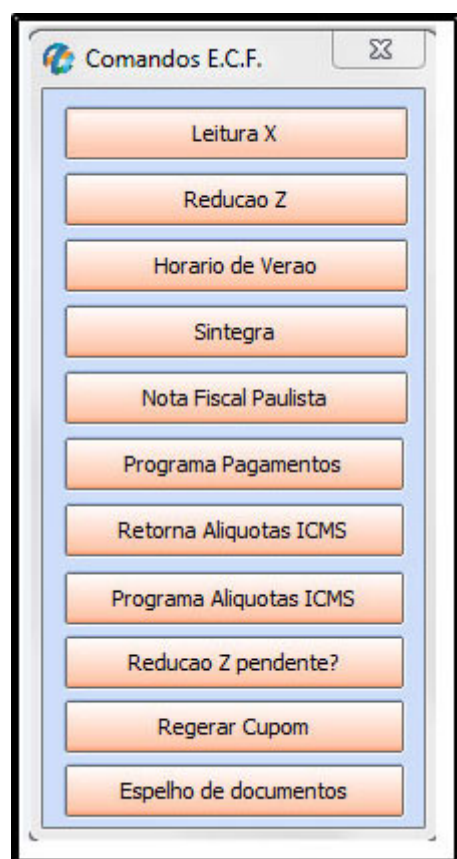 Comandos E.C.F.
Leitura X
Reducao Z
Horario de Verao
Sintegra
Nota Fiscal Paulista
Programa Pagamentos
Retorna Aliquotas ICMS
Programa Aliquotas ICMS
Reducao Z pendente?
Regerar Cupom
Espelho de documentos